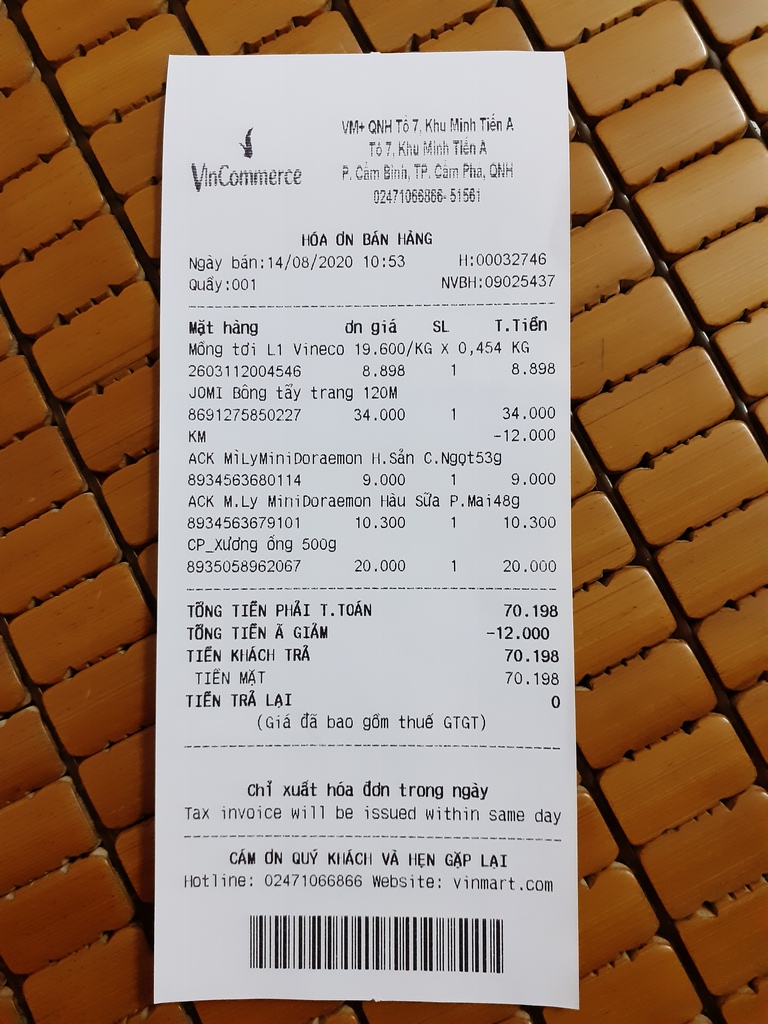 VinCommerce
VM+ QNH Tổ 7, Khu Minh Tiến A
Tổ 7, Khu Minh Tiến A
P. Cẩm Bình, TP. Cẩm Phả, QNH
02471066866- 51561
HÓA ƠN BÁN HÀNG
Ngày bán:14/08/2020 10:53 H:00032746
Quầy:001 NVBH:09025437
Mặt hàng ơn giá SL T.Tiền
Mồng tơi L1 Vineco 19.600/KG X 0,454 KG
2603112004546 8.898 1 8.898
JOMI Bông tẩy trang 120M
8691275850227 34.000 1 34.000
KM -12.000
ACK MìLyMiniDoraemon H.Sản C.Ngọt53g
8934563680114 9.000 1 9.000
ACK M.Ly MiniDoraemon Hàu Sữa P.Mai48g
8934563679101 10.300 1 10.300
CP_Xương ống 500g
8935058962067 20.000 1 20.000
TỔNG TIỀN PHẢI T.TOÁN 70.198
TỔNG TIỀN Ã GIẢM -12.000
TIỀN KHÁCH TRẢ 70.198
TIỀN MẶT 70.198
TIỀN TRẢ LẠI 0
(Giá đã bao gồm thuế GTGT)
Chỉ xuất hóa đơn trong ngày
Tax invoice will be issued within same day
CÁM ƠN QUÝ KHÁCH VÀ HẸN GẶP LẠI
Hotline: 02471066866 Website: vinmart.com